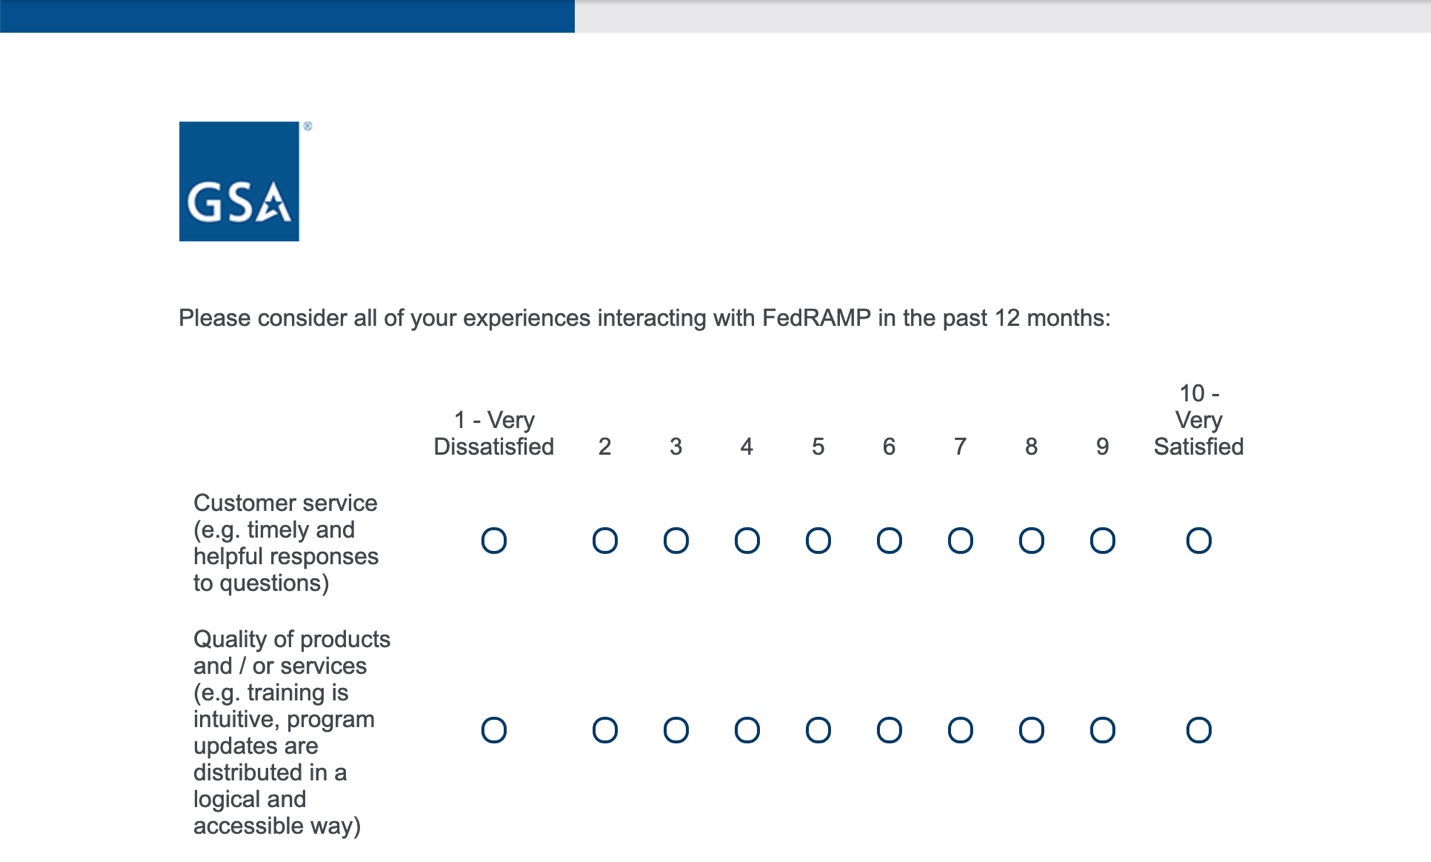 GSA
®
Please consider all of your experiences interacting with FedRAMP in the past 12 months:
1 - Very
Dissatisfied
2
3
4
5
6
7
8
9
10 -
Very
Satisfied
Customer service
(e.g. timely and
helpful responses
to questions)
Quality of products
and / or services
(e.g. training is
intuitive, program
updates are
distributed in a
logical and
accessible way)